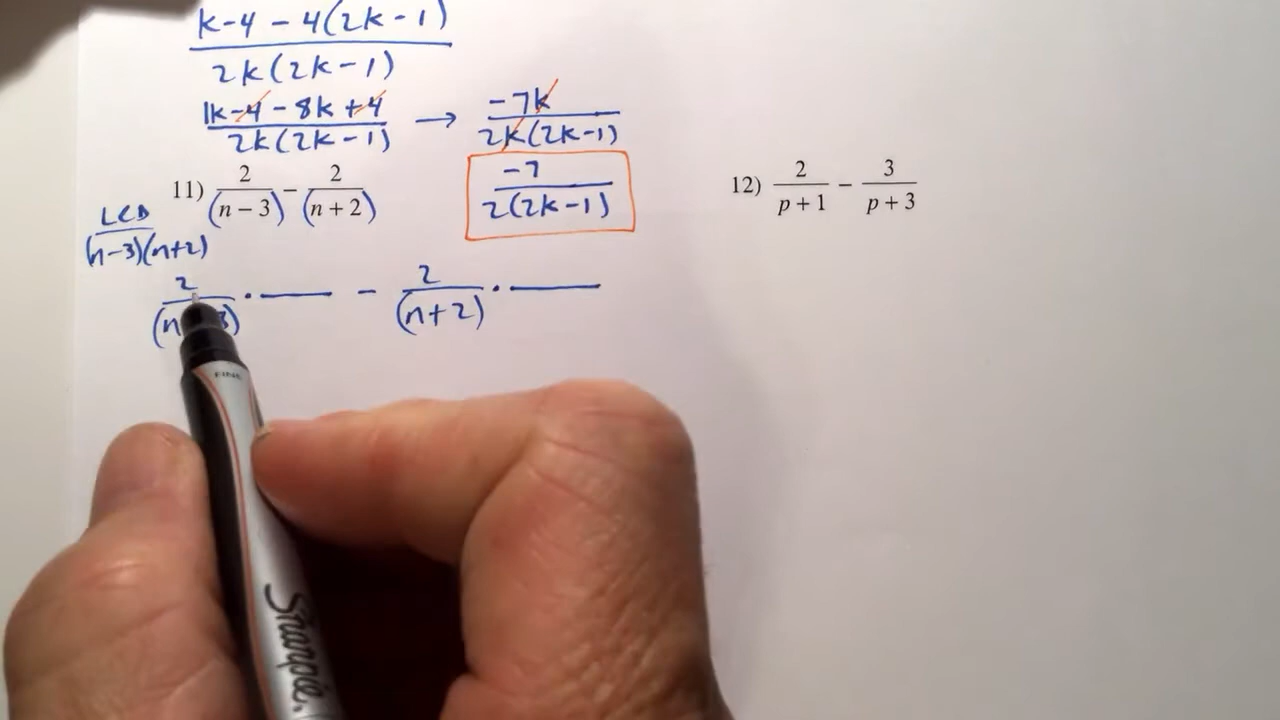 k-4 - 4(2k-1)
2k(2k-1)
1k-4 - 8k +4 → -7k
2k(2k-1) 2k(2k-1)
11) 2/(n - 3) - 2/(n + 2)
-7
2(2k-1)
12) 2/p + 1 - 3/p + 3
LCD
(n-3)(n+2)
2 · — - 2 · —
(n 3) (n+2)
FINE
Sharpie.